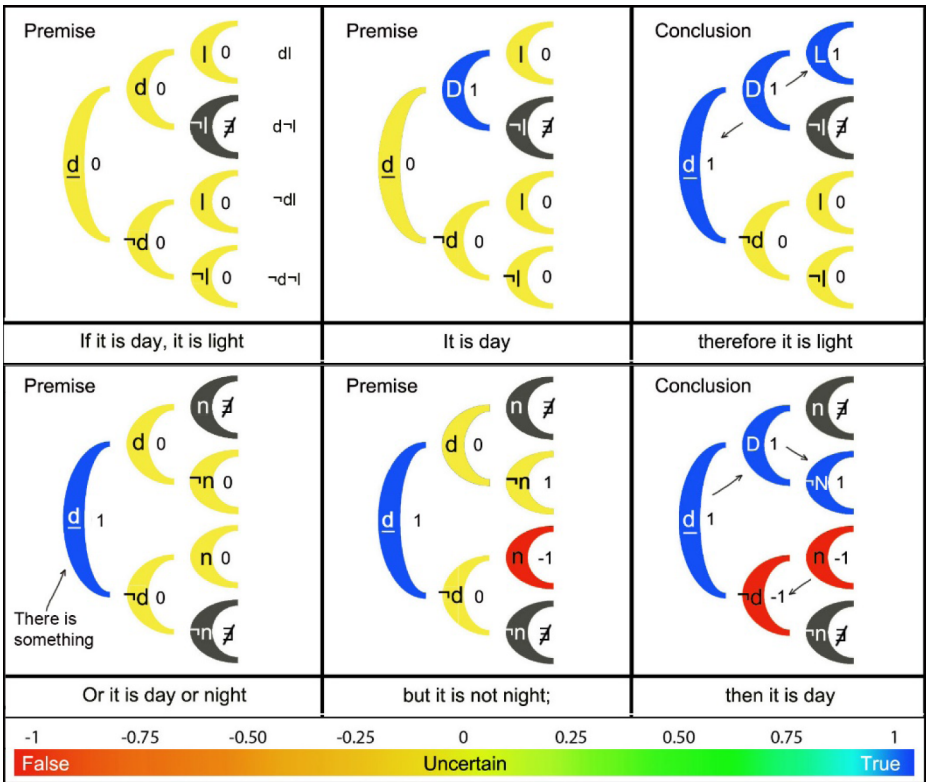 Premise
l 0 dl
d 0
¬l ∄ d¬l
d 0
l 0 ¬dl
¬d 0
¬l 0 ¬d¬l
If it is day, it is light
Premise
l 0
D 1
¬l ∄
d 0
l 0
¬d 0
¬l 0
It is day
Conclusion
L 1
D 1
¬l ∄
d 1
l 0
¬d 0
¬l 0
therefore it is light
Premise
n ∄
d 0
¬n 0
d 1
n 0
¬d 0
There is
something
¬n ∄
Or it is day or night
Premise
n ∄
d 0
¬n 1
d 1
n -1
¬d 0
¬n ∄
but it is not night;
Conclusion
n ∄
D 1
¬N 1
d 1
n -1
¬d -1
¬n ∄
then it is day
-1 -0.75 -0.50 -0.25 0 0.25 0.50 0.75 1
False Uncertain True